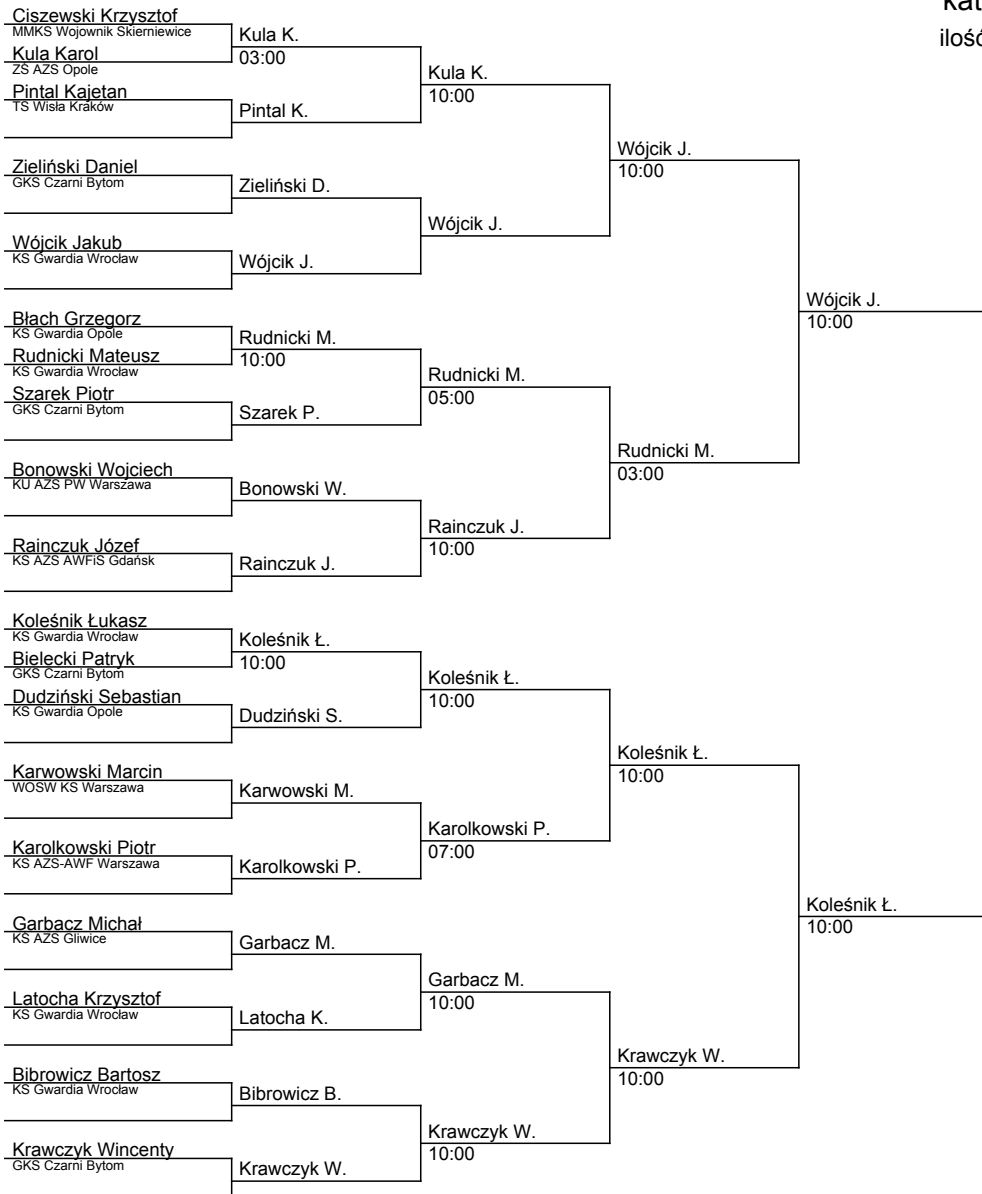 kat
ilość
Ciszewski Krzysztof
MMKS Wojownik Skierniewice
Kula Karol
ZŚ AZS Opole
Pintal Kajetan
TS Wisła Kraków
Zieliński Daniel
GKS Czarni Bytom
Wójcik Jakub
KS Gwardia Wrocław
Błach Grzegorz
KS Gwardia Opole
Rudnicki Mateusz
KS Gwardia Wrocław
Szarek Piotr
GKS Czarni Bytom
Bonowski Wojciech
KU AZS PW Warszawa
Rainczuk Józef
KS AZS AWFiS Gdańsk
Koleśnik Łukasz
KS Gwardia Wrocław
Bielecki Patryk
GKS Czarni Bytom
Dudziński Sebastian
KS Gwardia Opole
Karwowski Marcin
WOSW KS Warszawa
Karolkowski Piotr
KS AZS-AWF Warszawa
Garbacz Michał
KS AZS Gliwice
Latocha Krzysztof
KS Gwardia Wrocław
Bibrowicz Bartosz
KS Gwardia Wrocław
Krawczyk Wincenty
GKS Czarni Bytom
Kula K.
03:00
Pintal K.
Zieliński D.
Wójcik J.
Rudnicki M.
10:00
Szarek P.
Bonowski W.
Rainczuk J.
Koleśnik Ł.
10:00
Dudziński S.
Karwowski M.
Karolkowski P.
Garbacz M.
Latocha K.
Bibrowicz B.
Krawczyk W.
Kula K.
10:00
Wójcik J.
Rudnicki M.
05:00
Rainczuk J.
10:00
Koleśnik Ł.
10:00
Karolkowski P.
07:00
Garbacz M.
10:00
Krawczyk W.
10:00
Wójcik J.
10:00
Rudnicki M.
03:00
Koleśnik Ł.
10:00
Krawczyk W.
10:00
Wójcik J.
10:00
Koleśnik Ł.
10:00